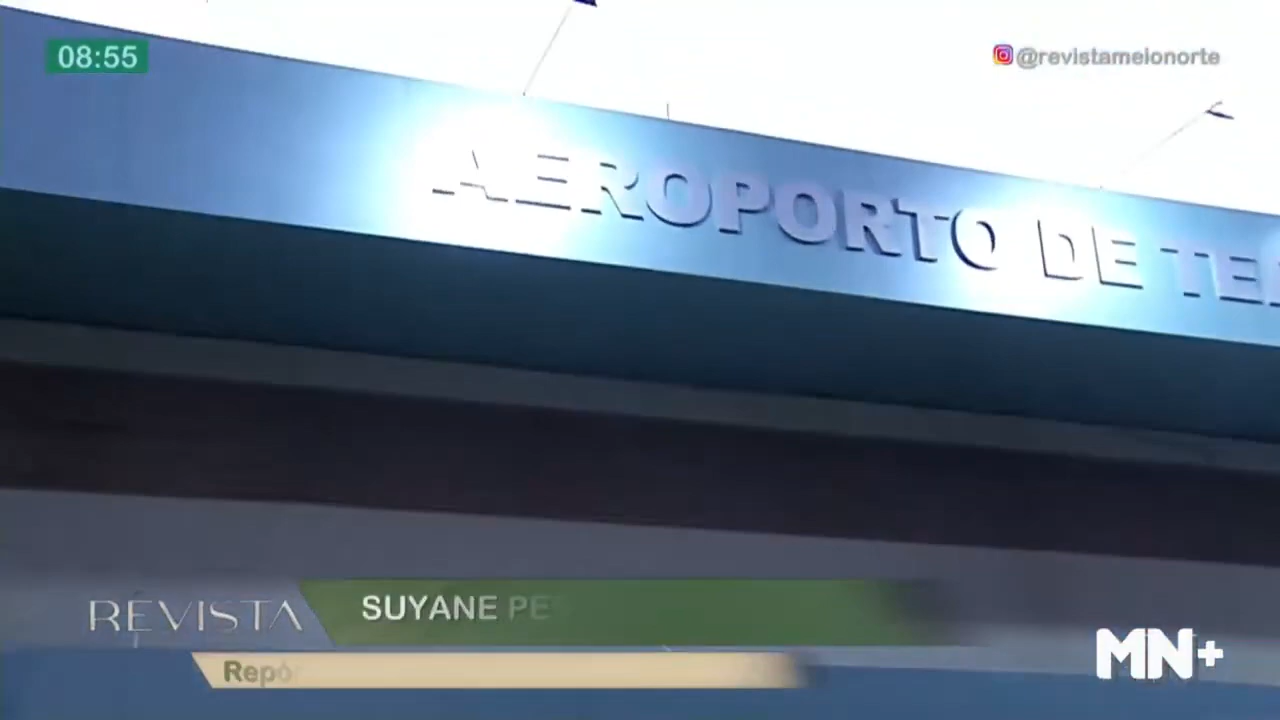 08:55
@revistameionorte
AEROPORTO DE TE
REVISTA
SUYANE PE
Repó
MN+